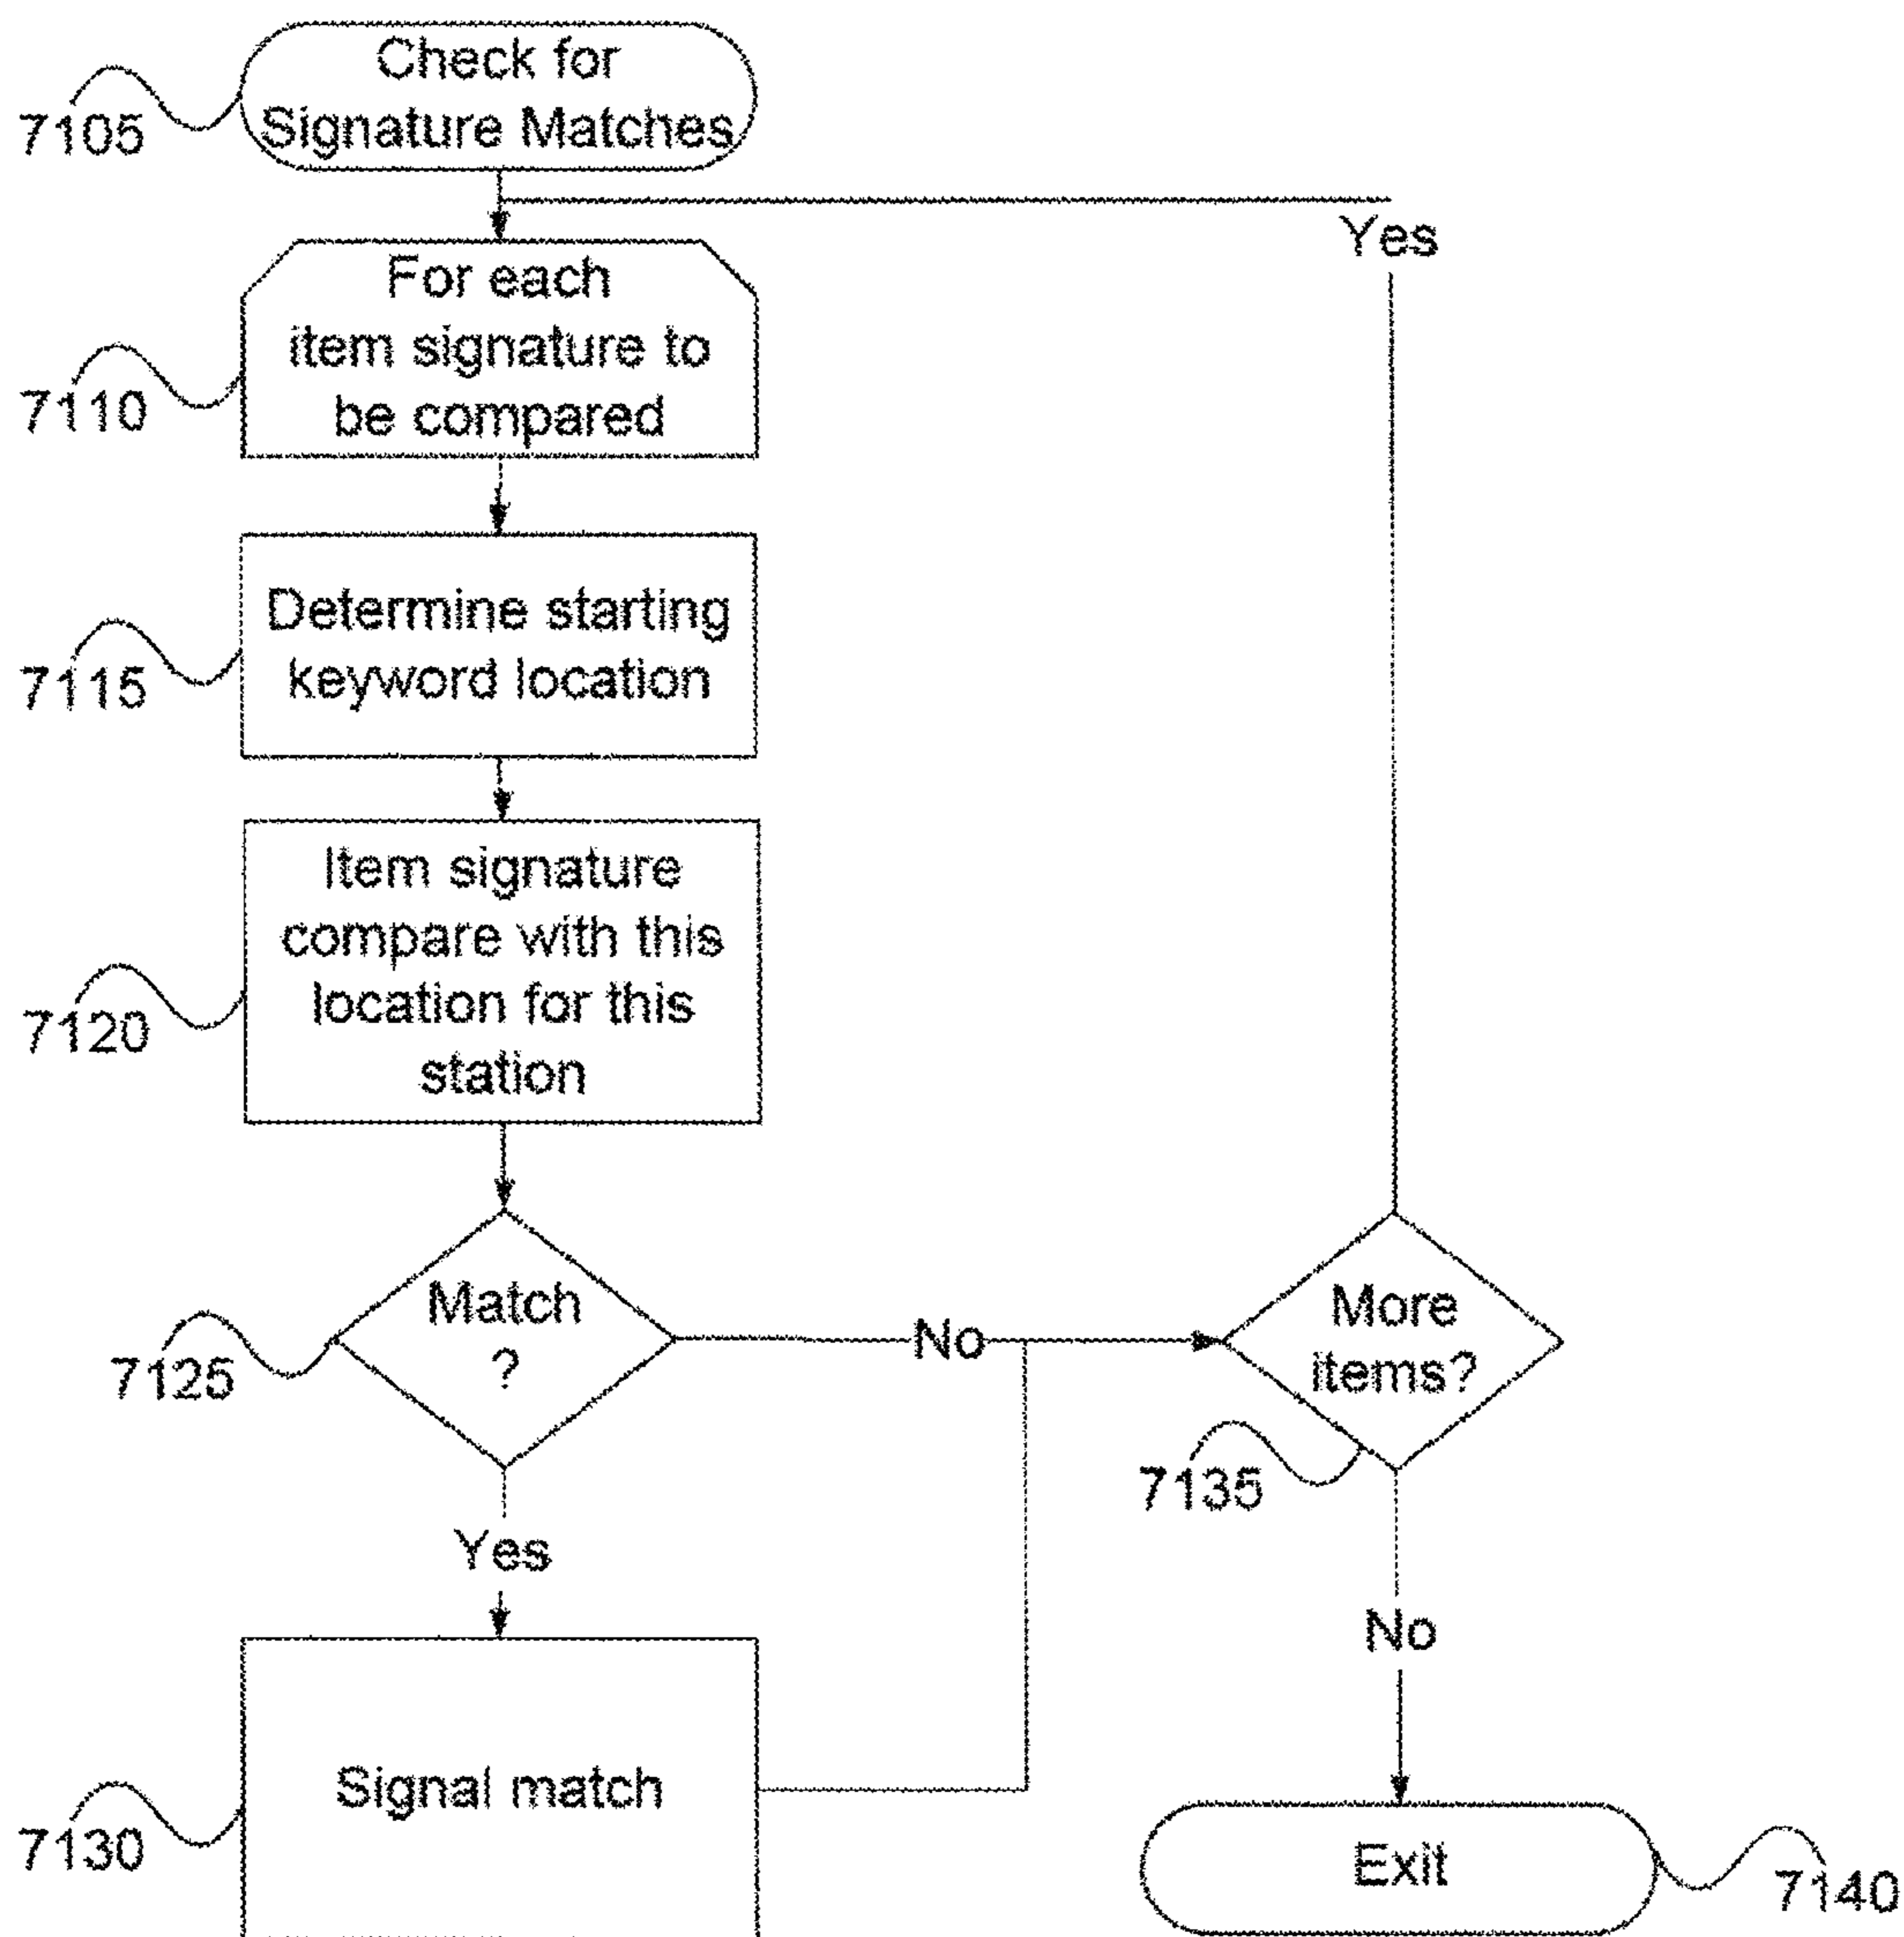 Check for
Signature Matches
7105
Yes
For each
item signature to
be compared
7110
Determine starting
keyword location
7115
Item signature
compare with this
location for this
station
7120
Match
?
7125
No
More
items?
7135
Yes
No
Signal match
7130
Exit
7140